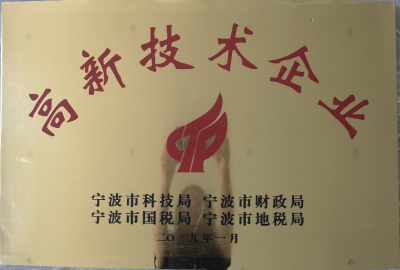 高新技术企业
宁波市科技局 宁波市财政局
宁波市国税局 宁波市地税局
二〇一九年一月